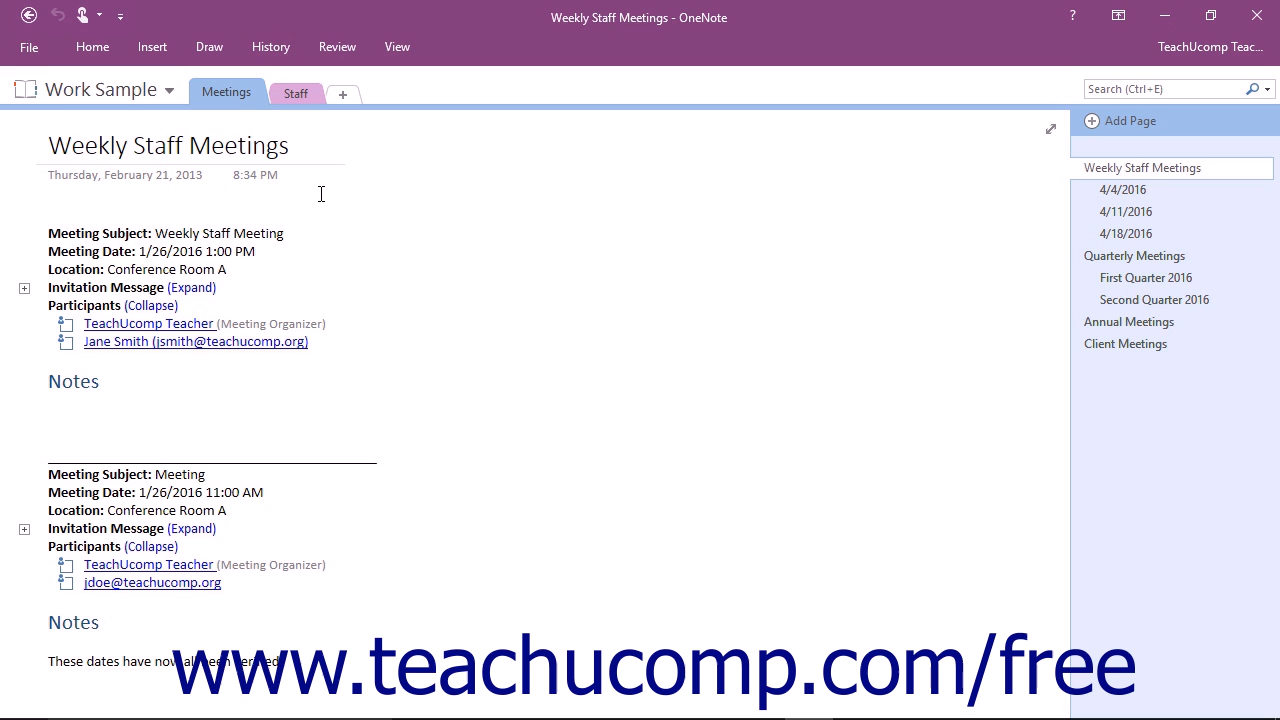 Weekly Staff Meetings - OneNote
?
File Home Insert Draw History Review View TeachUcomp Teac...
Work Sample Meetings Staff + Search (Ctrl+E)
Add Page
Weekly Staff Meetings
Thursday, February 21, 2013 8:34 PM
Meeting Subject: Weekly Staff Meeting
Meeting Date: 1/26/2016 1:00 PM
Location: Conference Room A
Invitation Message (Expand)
Participants (Collapse)
TeachUcomp Teacher (Meeting Organizer)
Jane Smith (jsmith@teachucomp.org)
Notes
Meeting Subject: Meeting
Meeting Date: 1/26/2016 11:00 AM
Location: Conference Room A
Invitation Message (Expand)
Participants (Collapse)
TeachUcomp Teacher (Meeting Organizer)
jdoe@teachucomp.org
Notes
These dates have now all been
www.teachucomp.com/free
Weekly Staff Meetings
4/4/2016
4/11/2016
4/18/2016
Quarterly Meetings
First Quarter 2016
Second Quarter 2016
Annual Meetings
Client Meetings